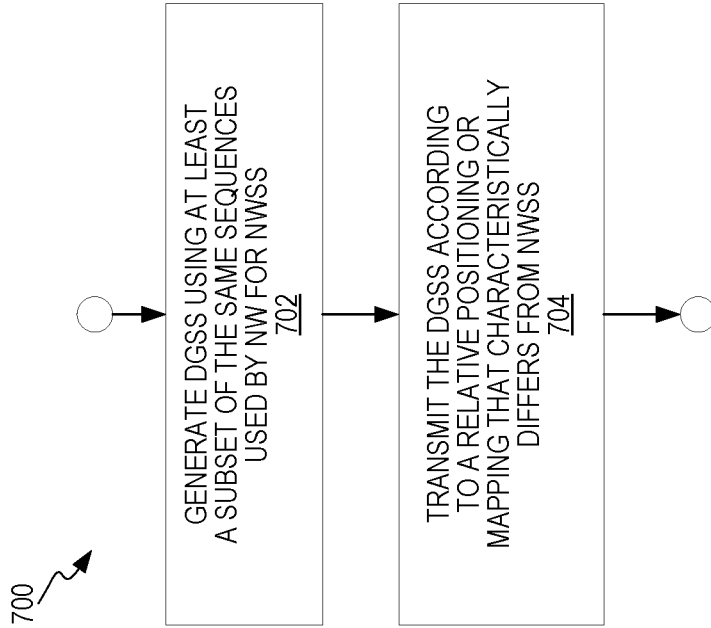 700
GENERATE DGSS USING AT LEAST
A SUBSET OF THE SAME SEQUENCES
USED BY NW FOR NWSS
702
TRANSMIT THE DGSS ACCORDING
TO A RELATIVE POSITIONING OR
MAPPING THAT CHARACTERISTICALLY
DIFFERS FROM NWSS
704